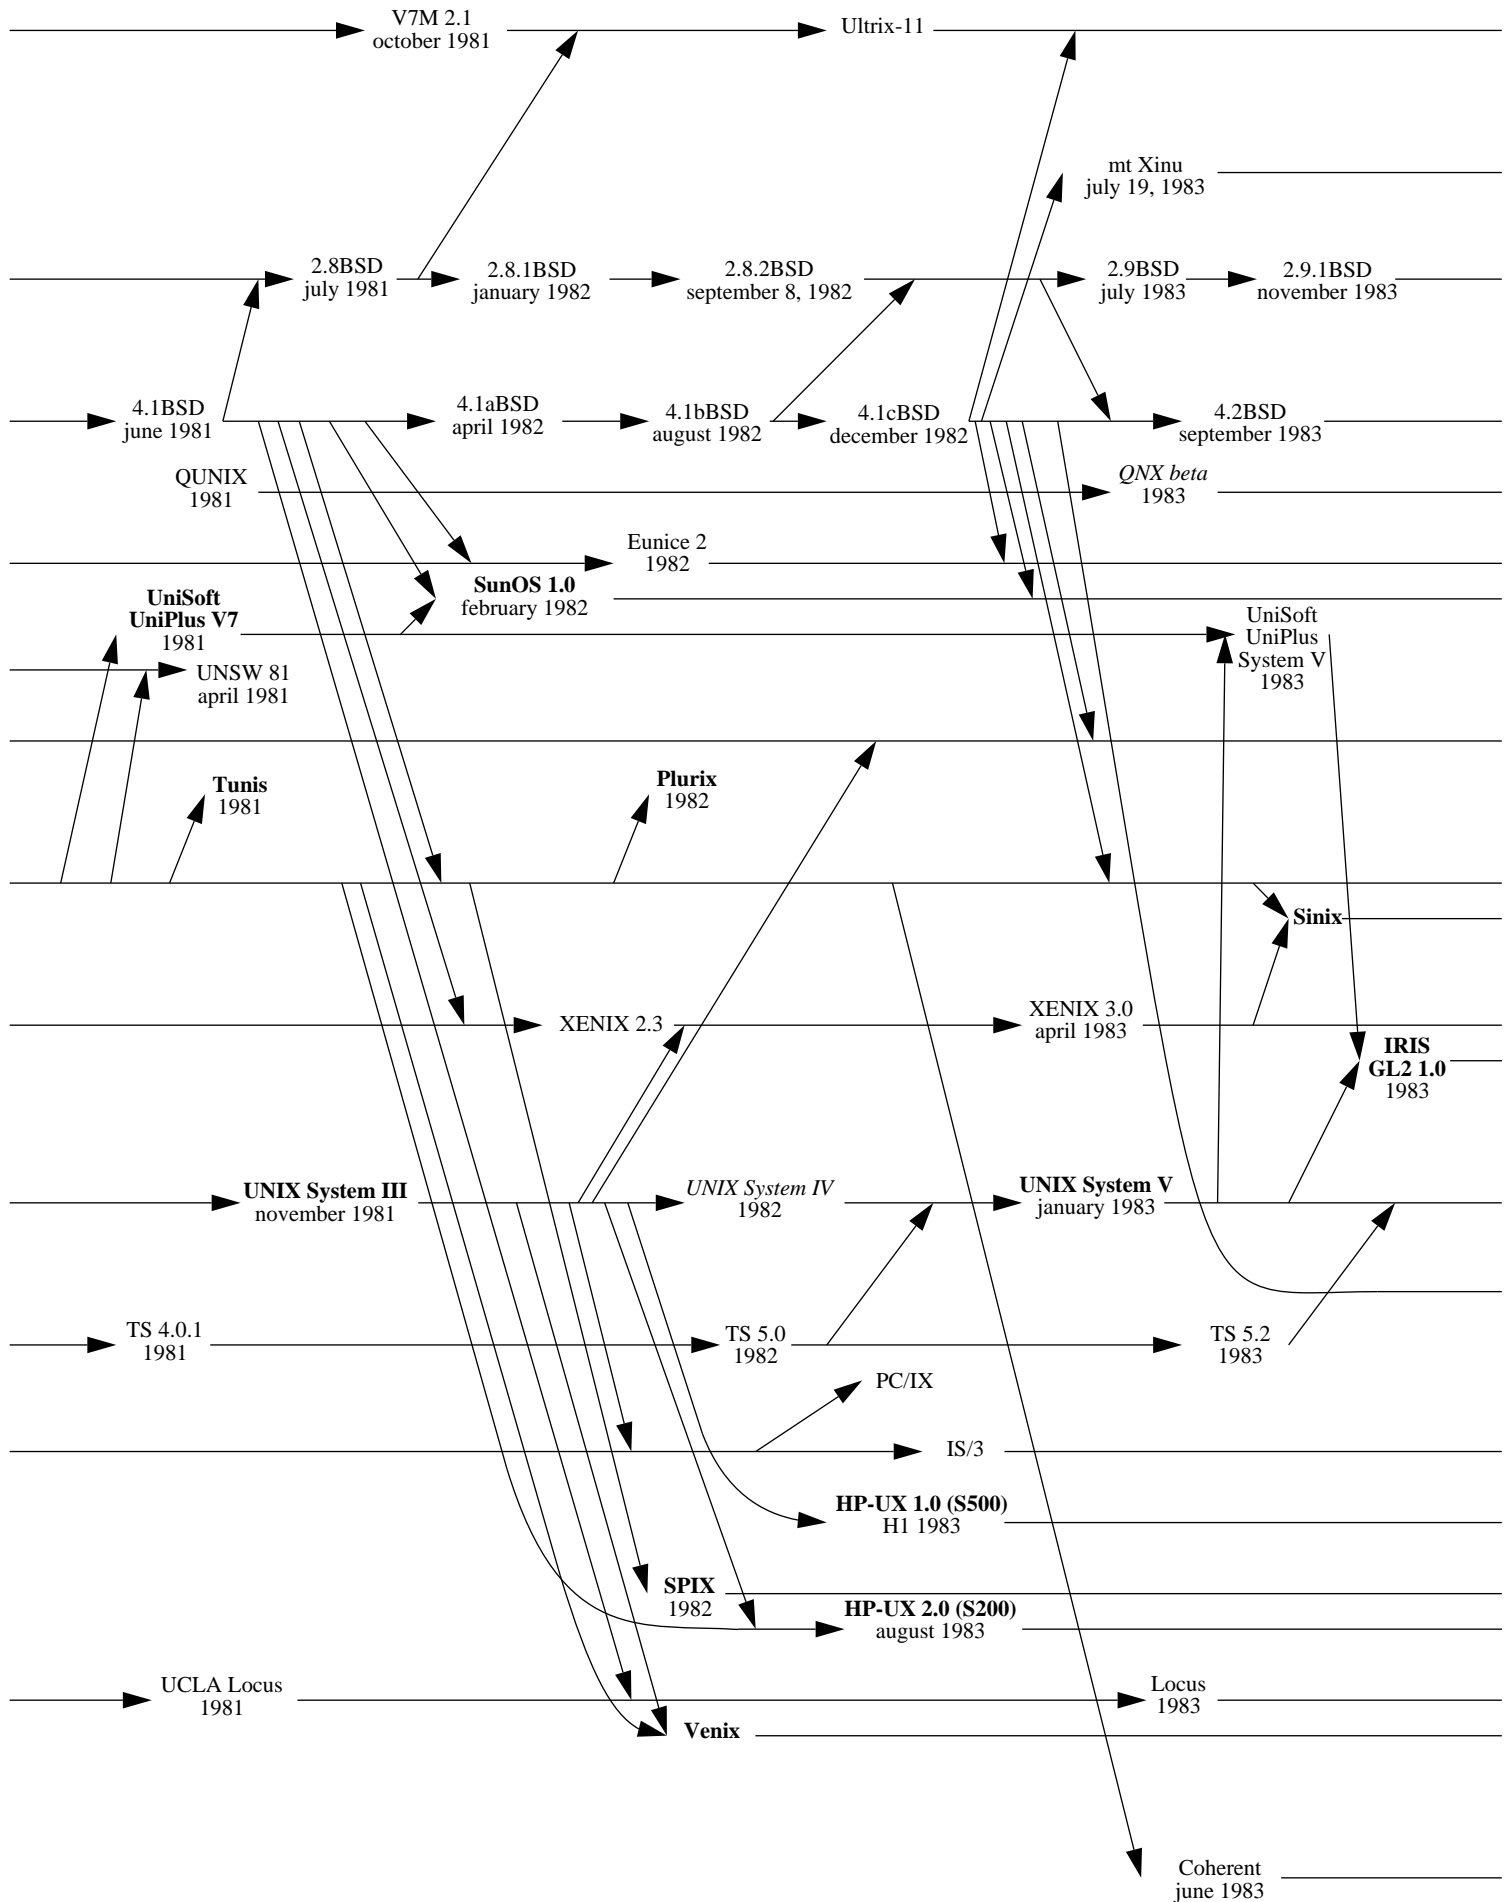 V7M 2.1
october 1981
Ultrix-11
mt Xinu
july 19, 1983
2.8BSD
july 1981
2.8.1BSD
january 1982
2.8.2BSD
september 8, 1982
2.9BSD
july 1983
2.9.1BSD
november 1983
4.1BSD
june 1981
4.1aBSD
april 1982
4.1bBSD
august 1982
4.1cBSD
december 1982
4.2BSD
september 1983
QUNIX
1981
QNX beta
1983
Eunice 2
1982
SunOS 1.0
february 1982
UniSoft
UniPlus V7
1981
UniSoft
UniPlus
System V
1983
UNSW 81
april 1981
Tunis
1981
Plurix
1982
Sinix
XENIX 2.3
XENIX 3.0
april 1983
IRIS
GL2 1.0
1983
UNIX System III
november 1981
UNIX System IV
1982
UNIX System V
january 1983
TS 4.0.1
1981
TS 5.0
1982
TS 5.2
1983
PC/IX
IS/3
HP-UX 1.0 (S500)
H1 1983
SPIX
1982
HP-UX 2.0 (S200)
august 1983
UCLA Locus
1981
Locus
1983
Venix
Coherent
june 1983